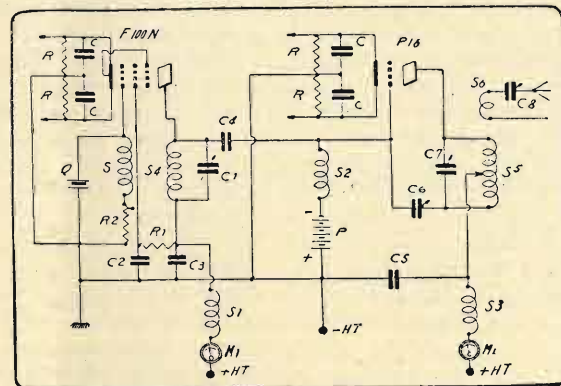 F100N
P16
R
C
R
C
R
C
R
C
S6
C8
Q
S
S4
C1
C4
S2
C7
S5
C6
R2
R1
C2
C3
P
-
+
C5
S1
S3
M1
+HT
-HT
M2
+HT